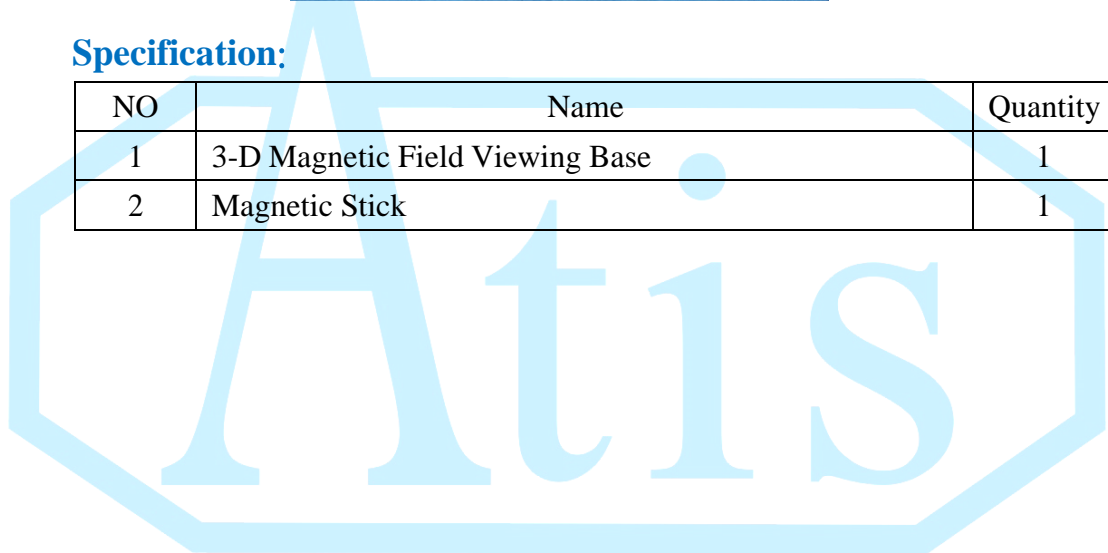 Specification:
NO Name Quantity
1 3-D Magnetic Field Viewing Base 1
2 Magnetic Stick 1
Atis